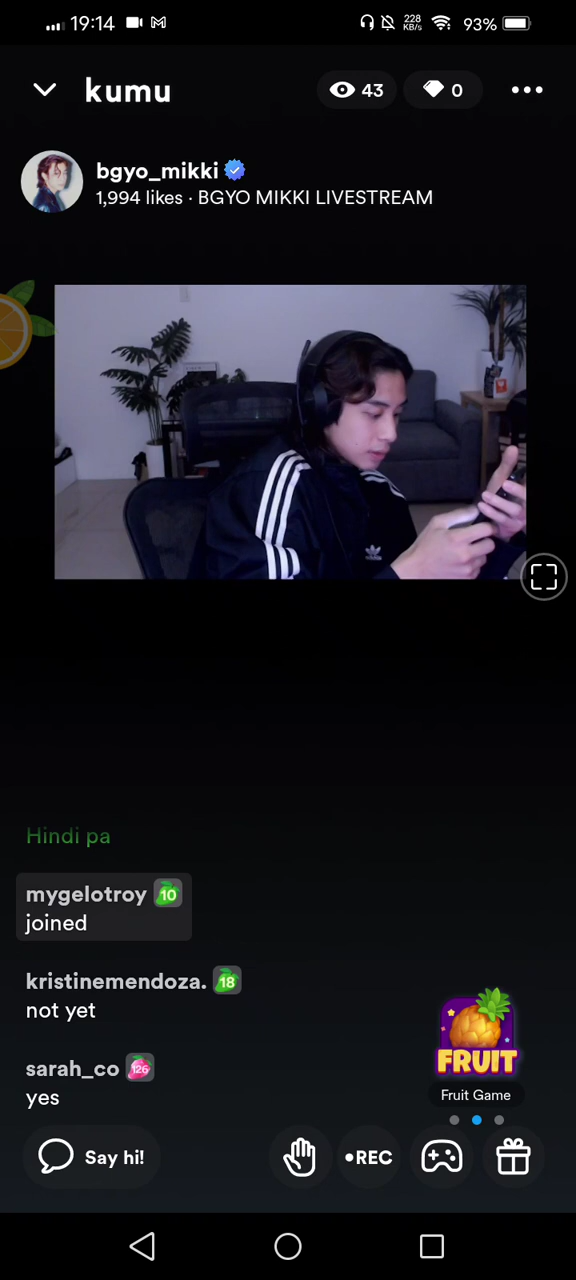 19:14
228
KB/s
93%
kumu
43
0
bgyo_mikki
1,994 likes · BGYO MIKKI LIVESTREAM
Hindi pa
mygelotroy 10
joined
kristinemendoza. 18
not yet
sarah_co 126
yes
FRUIT
Fruit Game
Say hi!
•REC